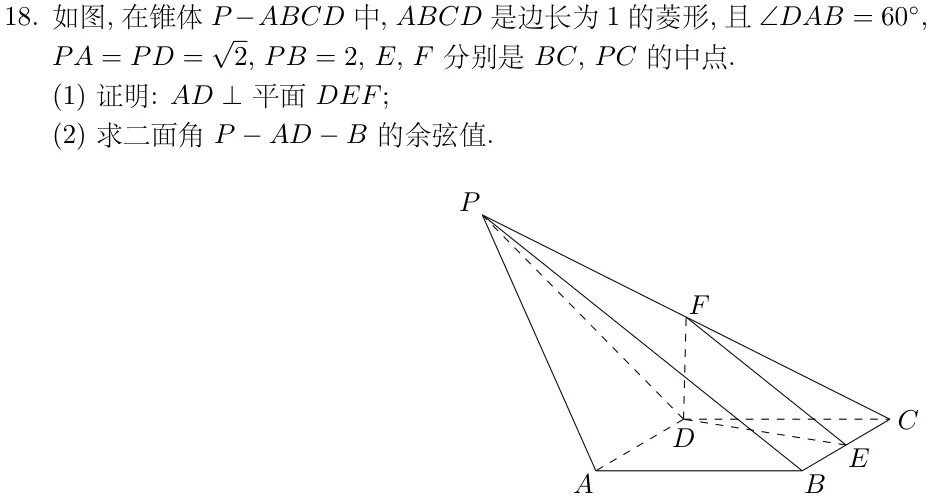 18. 如图, 在锥体 P－ABCD 中, ABCD 是边长为 1 的菱形, 且 ∠DAB = 60°,
PA = PD = √2, PB = 2, E, F 分别是 BC, PC 的中点.
(1) 证明: AD ⊥ 平面 DEF;
(2) 求二面角 P － AD － B 的余弦值.
P
F
D
C
E
A
B